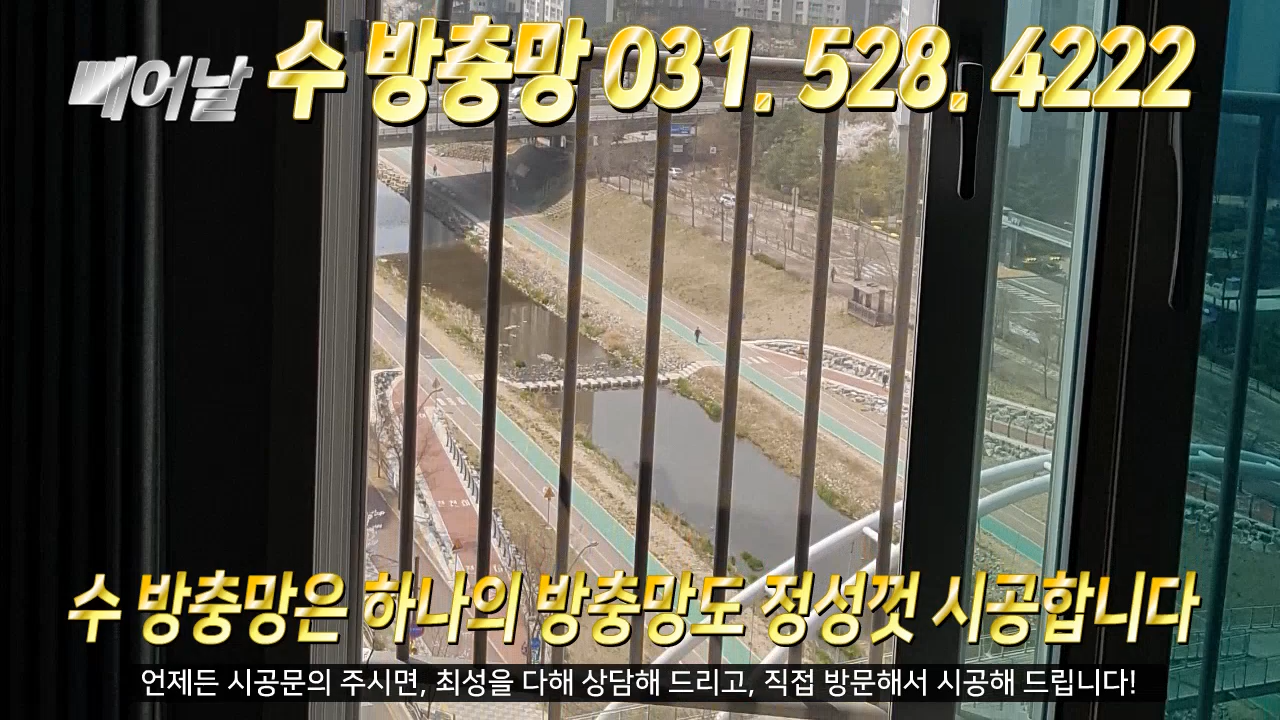 빼어날 수 방충망 031. 528. 4222
수 방충망은 하나의 방충망도 정성껏 시공합니다
언제든 시공문의 주시면, 최성을 다해 상담해 드리고, 직접 방문해서 시공해 드립니다!